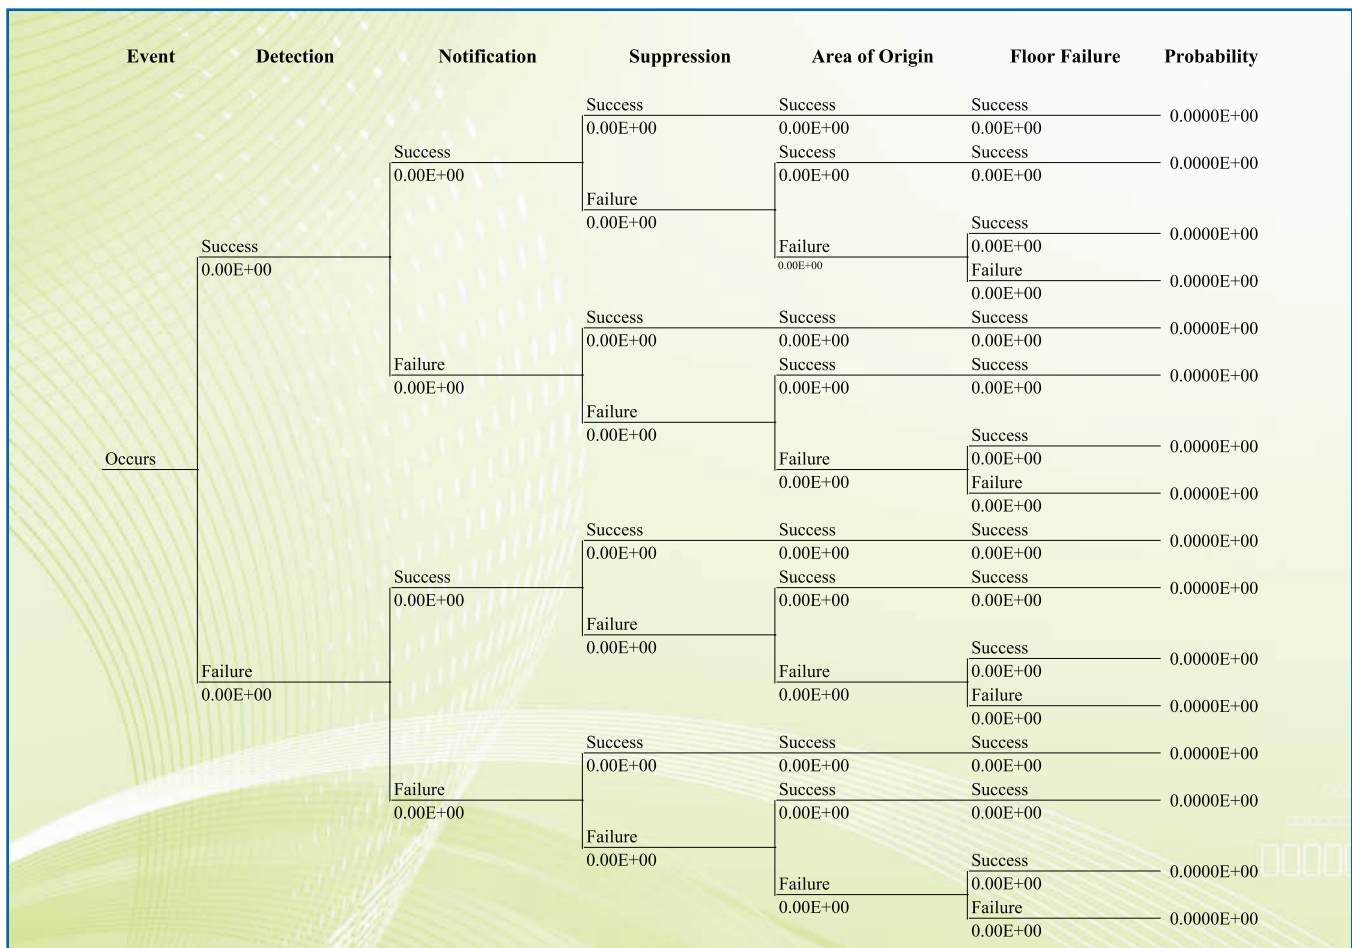 Event Detection Notification Suppression Area of Origin Floor Failure Probability
Success Success Success
0.0000E+00
0.00E+00 0.00E+00 0.00E+00
Success Success Success
0.0000E+00
0.00E+00 0.00E+00 0.00E+00
Failure
0.00E+00
Success
0.0000E+00
0.00E+00
Success Failure
0.00E+00 0.00E+00
Failure
0.0000E+00
0.00E+00
Success Success Success
0.0000E+00
0.00E+00 0.00E+00 0.00E+00
Failure Success Success
0.0000E+00
0.00E+00 0.00E+00 0.00E+00
Failure
0.00E+00
Success
0.0000E+00
Occurs Failure 0.00E+00
0.00E+00
Failure
0.0000E+00
0.00E+00
Success Success Success
0.0000E+00
0.00E+00 0.00E+00 0.00E+00
Success Success Success
0.0000E+00
0.00E+00 0.00E+00 0.00E+00
Failure
0.00E+00
Success
0.0000E+00
0.00E+00
Failure Failure
0.00E+00 0.00E+00
Failure
0.0000E+00
0.00E+00
Success Success Success
0.0000E+00
0.00E+00 0.00E+00 0.00E+00
Failure Success Success
0.0000E+00
0.00E+00 0.00E+00 0.00E+00
Failure
0.00E+00
Success
0.0000E+00
0.00E+00
Failure
0.00E+00
Failure
0.0000E+00
0.00E+00